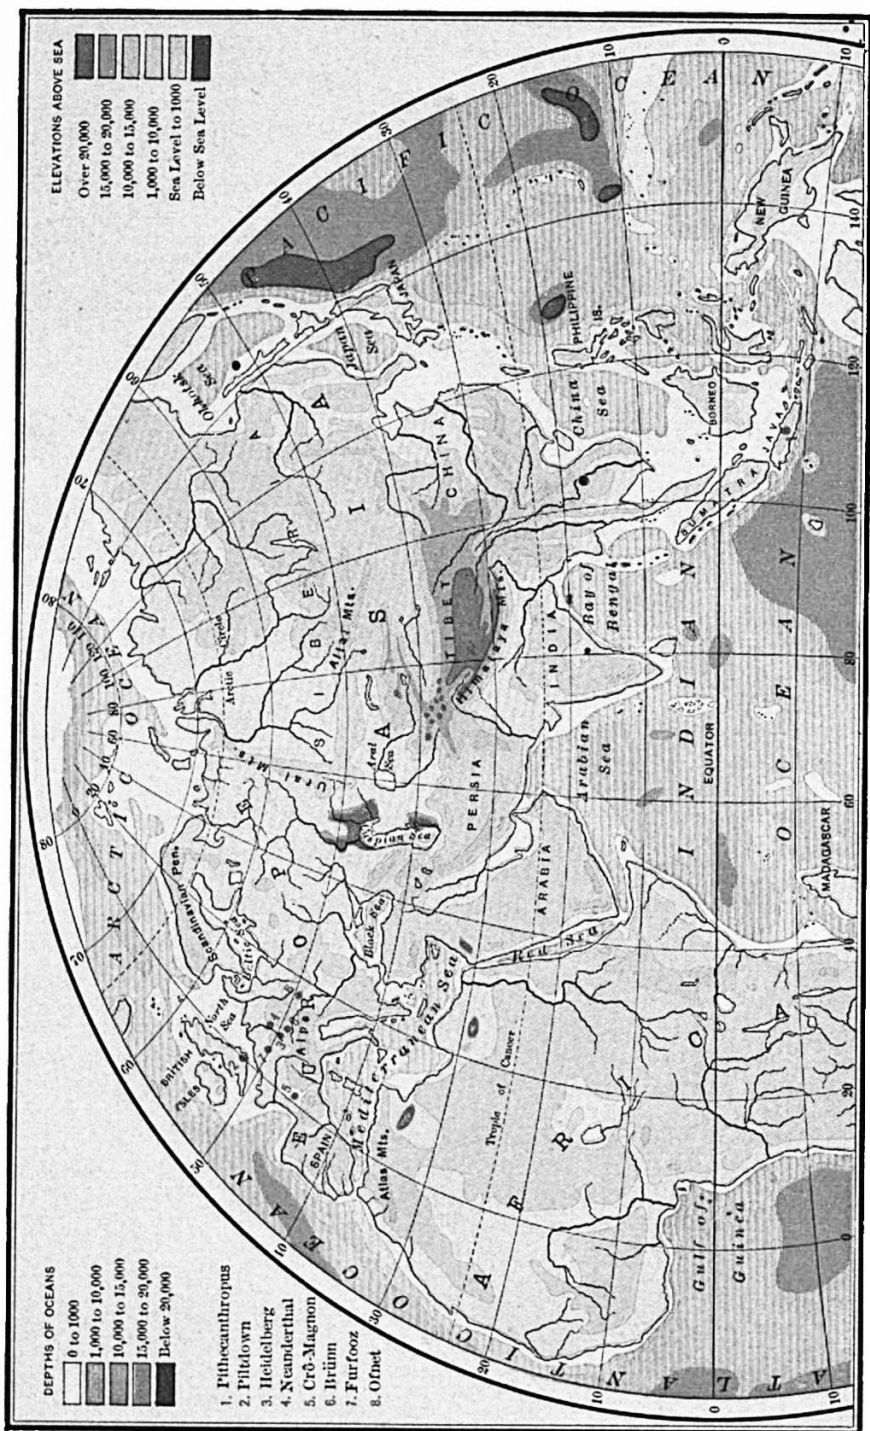 DEPTHS OF OCEANS
0 to 1000
1,000 to 10,000
10,000 to 15,000
15,000 to 20,000
Below 20,000
1. Pithecanthropus
2. Piltdown
3. Heidelberg
4. Neanderthal
5. Crô-Magnon
6. Brünn
7. Furfooz
8. Ofnet
ELEVATIONS ABOVE SEA
Over 20,000
15,000 to 20,000
10,000 to 15,000
1,000 to 10,000
Sea Level to 1000
Below Sea Level
ARCTIC OCEAN
PACIFIC OCEAN
ATLANTIC OCEAN
INDIAN OCEAN
EUROPE
ASIA
AFRICA
SIBERIA
Arctic Circle
Scandinavian Pen.
Baltic Sea
North Sea
BRITISH ISLES
Alps
SPAIN
Atlas Mts.
Mediterranean Sea
Black Sea
Caspian Sea
Aral Sea
Ural Mts.
Altai Mts.
Okhotsk Sea
Japan Sea
JAPAN
CHINA
TIBET
Himalaya Mts.
INDIA
PERSIA
ARABIA
Red Sea
Arabian Sea
Bay of Bengal
China Sea
PHILIPPINE IS.
BORNEO
SUMATRA
JAVA
NEW GUINEA
MADAGASCAR
EQUATOR
Tropic of Cancer
Gulf of Guinea